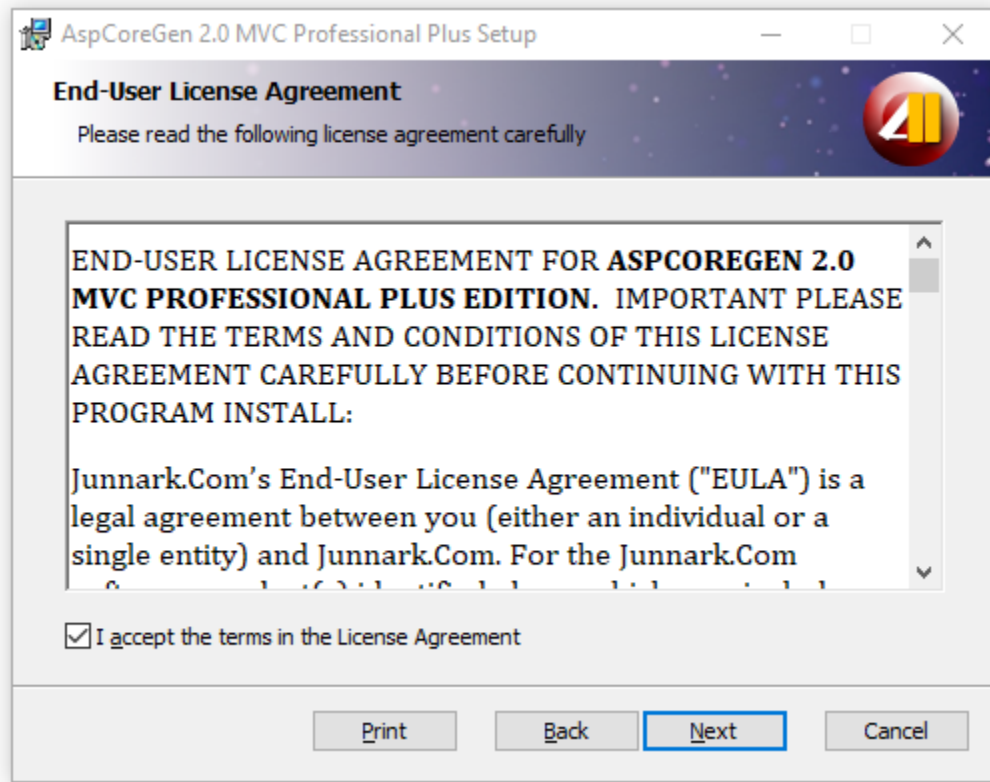 AspCoreGen 2.0 MVC Professional Plus Setup
End-User License Agreement
Please read the following license agreement carefully
END-USER LICENSE AGREEMENT FOR ASPCOREGEN 2.0
MVC PROFESSIONAL PLUS EDITION. IMPORTANT PLEASE
READ THE TERMS AND CONDITIONS OF THIS LICENSE
AGREEMENT CAREFULLY BEFORE CONTINUING WITH THIS
PROGRAM INSTALL:
Junnark.Com’s End-User License Agreement ("EULA") is a
legal agreement between you (either an individual or a
single entity) and Junnark.Com. For the Junnark.Com
I accept the terms in the License Agreement
Print Back Next Cancel